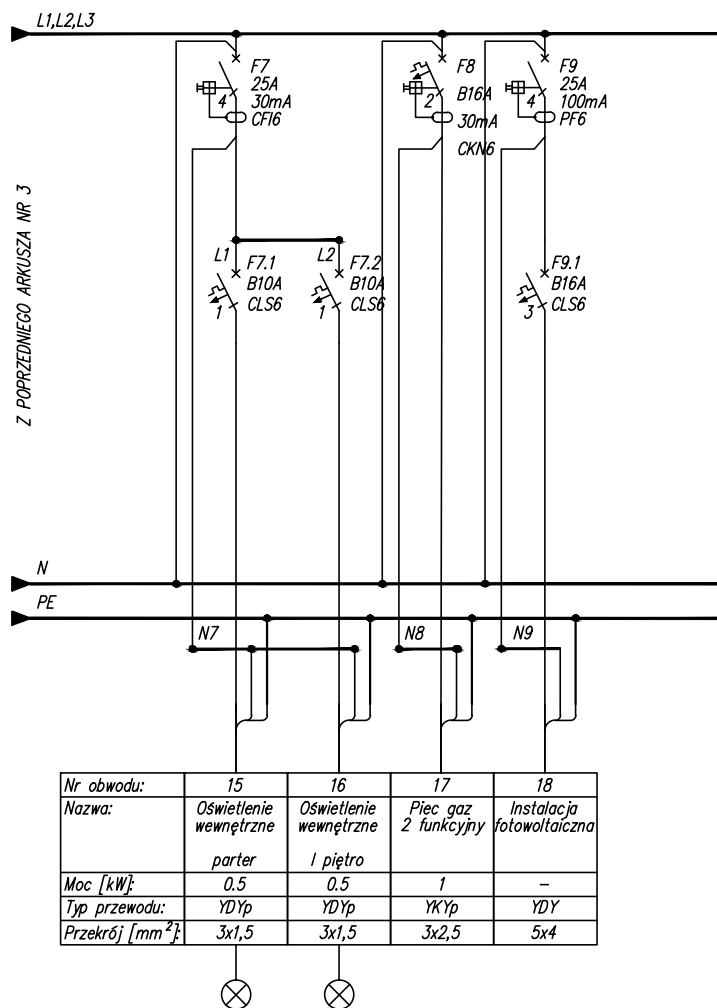 L1,L2,L3
F7
25A
30mA
CFI6
4
F8
B16A
30mA
CKN6
2
F9
25A
100mA
PF6
4
Z POPRZEDNIEGO ARKUSZA NR 3
L1
F7.1
B10A
CLS6
1
L2
F7.2
B10A
CLS6
1
F9.1
B16A
CLS6
3
N
PE
N7
N8
N9
Nr obwodu: 15 16 17 18
Nazwa: Oświetlenie wewnętrzne parter Oświetlenie wewnętrzne I piętro Piec gaz 2 funkcyjny Instalacja fotowoltaiczna
Moc [kW]: 0.5 0.5 1 –
Typ przewodu: YDYp YDYp YKYp YDY
Przekrój [mm²]: 3x1,5 3x1,5 3x2,5 5x4